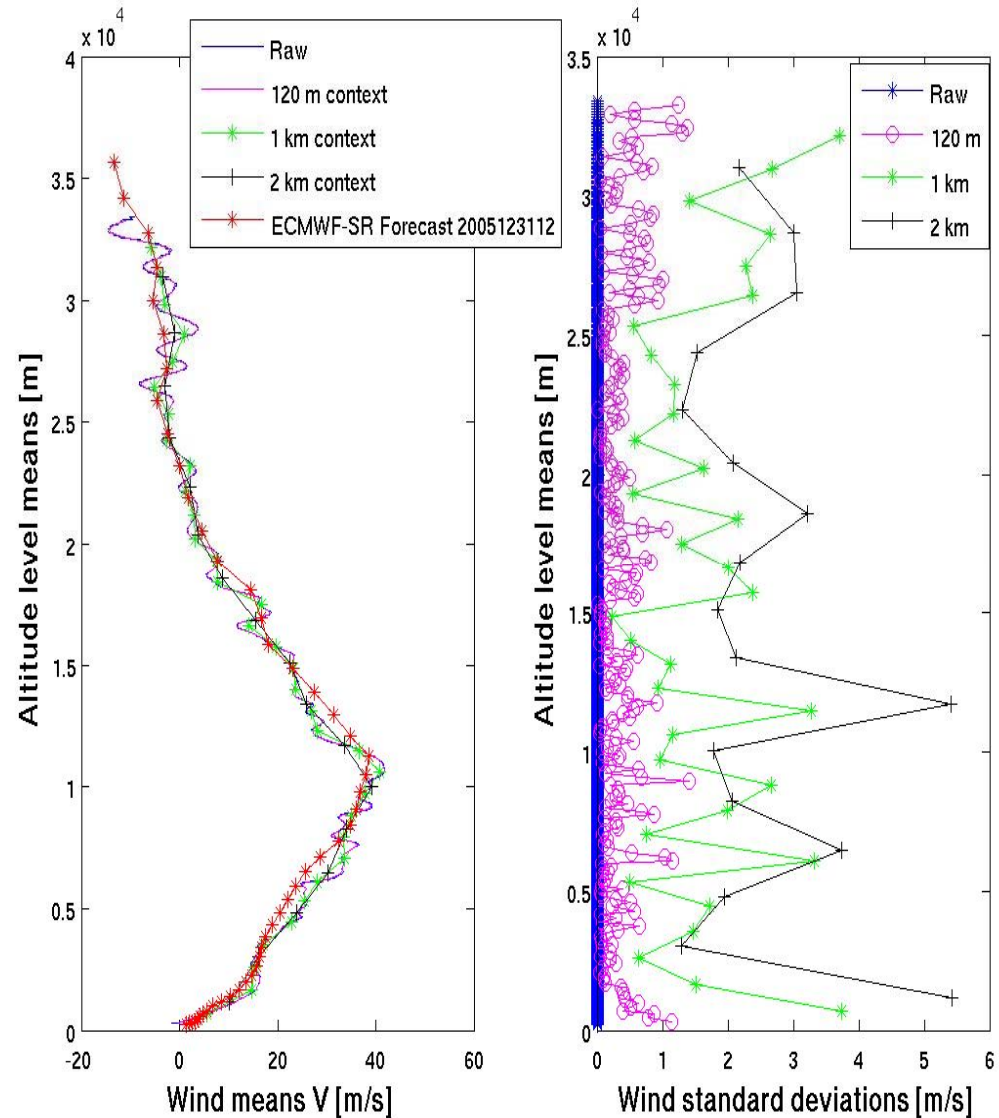 x 10 4
4
3.5
3
2.5
2
1.5
1
0.5
0
-20 0 20 40 60
Altitude level means [m]
Wind means V [m/s]
Raw
120 m context
1 km context
2 km context
ECMWF-SR Forecast 2005123112
x 10 4
3.5
3
2.5
2
1.5
1
0.5
0
0 1 2 3 4 5 6
Altitude level means [m]
Wind standard deviations [m/s]
Raw
120 m
1 km
2 km